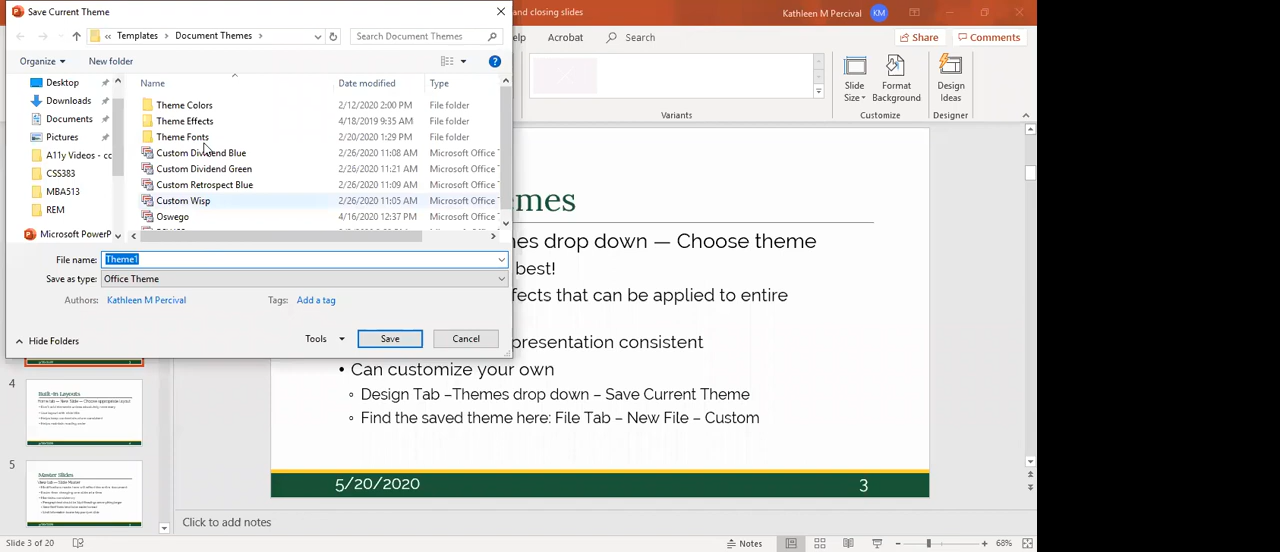 Save Current Theme
and closing slides
Kathleen M Percival
KM
Templates
Document Themes
Search Document Themes
lp
Acrobat
Search
Share
Comments
Organize
New folder
Desktop
Downloads
Documents
Pictures
A11y Videos - cc
CSS383
MBA513
REM
Microsoft PowerP
Name
Date modified
Type
Theme Colors
2/12/2020 2:00 PM
File folder
Theme Effects
4/18/2019 9:35 AM
File folder
Theme Fonts
2/20/2020 1:29 PM
File folder
Custom Dividend Blue
2/26/2020 11:08 AM
Microsoft Office
Custom Dividend Green
2/26/2020 11:21 AM
Microsoft Office
Custom Retrospect Blue
2/26/2020 11:09 AM
Microsoft Office
Custom Wisp
2/26/2020 11:05 AM
Microsoft Office
Oswego
4/16/2020 12:37 PM
Microsoft Office
File name:
Theme1
Save as type:
Office Theme
Authors:
Kathleen M Percival
Tags:
Add a tag
Hide Folders
Tools
Save
Cancel
Variants
Slide
Size
Format
Background
Customize
Design
Ideas
Designer
emes
nes drop down — Choose theme
best!
fects that can be applied to entire
presentation consistent
• Can customize your own
Design Tab –Themes drop down – Save Current Theme
Find the saved theme here: File Tab – New File – Custom
5/20/2020
3
4
Built-in Layouts
5
Master Slides
Click to add notes
Slide 3 of 20
Notes
68%